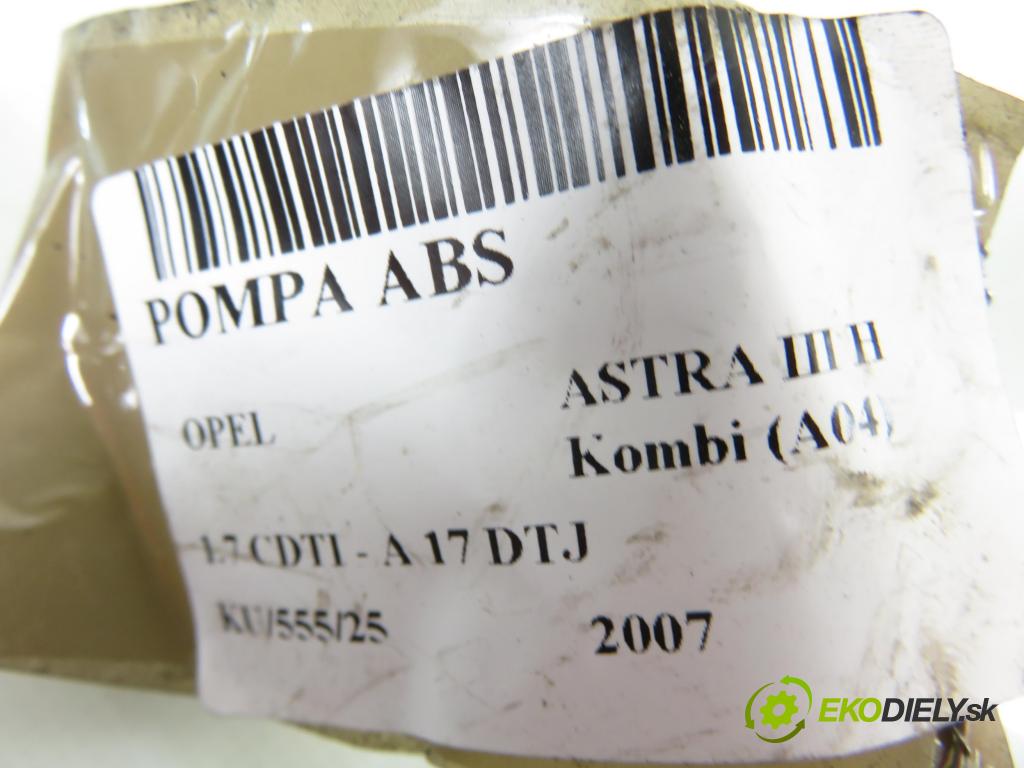 POMPA ABS
OPEL
ASTRA III H
Kombi (A04)
1.7 CDTI - A 17 DTJ
KU/555/25
2007
EKODIELY.sk